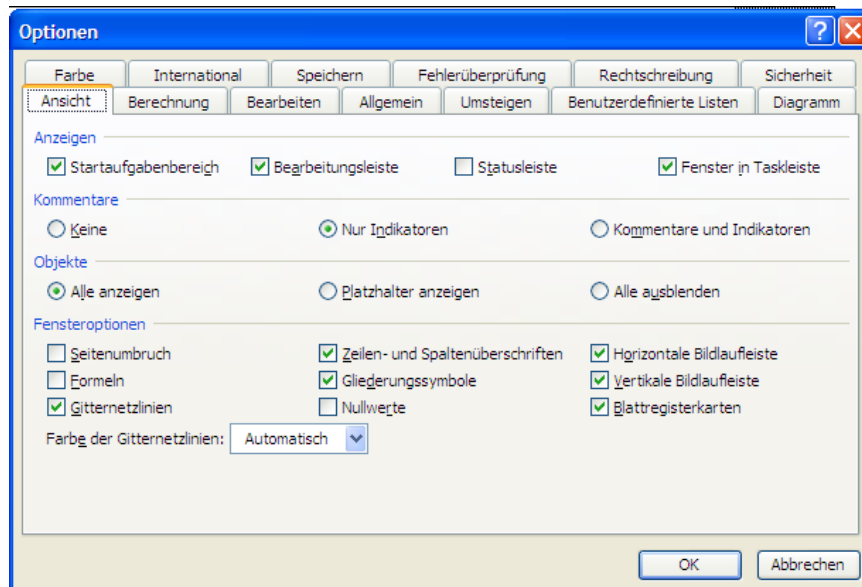 Optionen
Farbe International Speichern Fehlerüberprüfung Rechtschreibung Sicherheit
Ansicht Berechnung Bearbeiten Allgemein Umsteigen Benutzerdefinierte Listen Diagramm
Anzeigen
Startaufgabenbereich Bearbeitungsleiste Statusleiste Fenster in Taskleiste
Kommentare
Keine Nur Indikatoren Kommentare und Indikatoren
Objekte
Alle anzeigen Platzhalter anzeigen Alle ausblenden
Fensteroptionen
Seitenumbruch Zeilen- und Spaltenüberschriften Horizontale Bildlaufleiste
Formeln Gliederungssymbole Vertikale Bildlaufleiste
Gitternetzlinien Nullwerte Blattregisterkarten
Farbe der Gitternetzlinien: Automatisch
OK Abbrechen